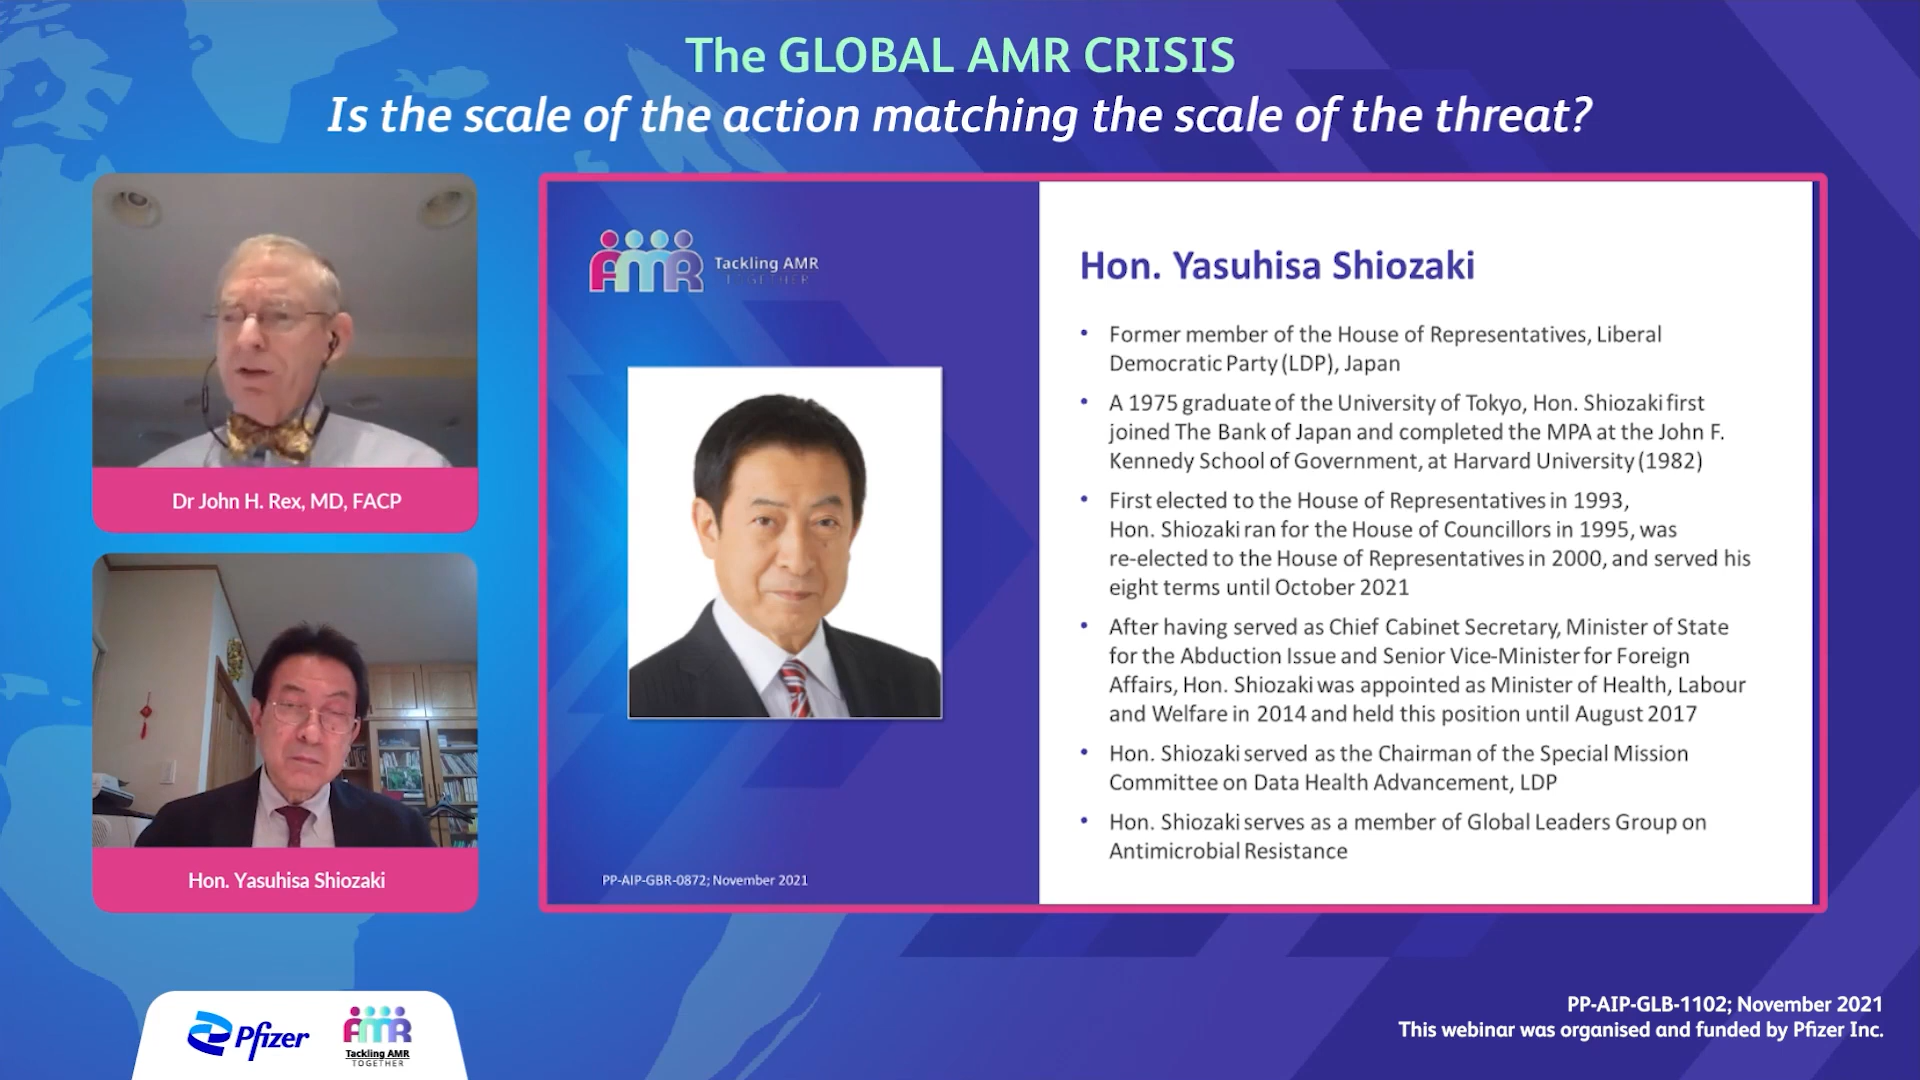 The GLOBAL AMR CRISIS
Is the scale of the action matching the scale of the threat?
Dr John H. Rex, MD, FACP
Hon. Yasuhisa Shiozaki
AMR
Tackling AMR
TOGETHER
PP-AIP-GBR-0872; November 2021
Hon. Yasuhisa Shiozaki
• Former member of the House of Representatives, Liberal
Democratic Party (LDP), Japan
• A 1975 graduate of the University of Tokyo, Hon. Shiozaki first
joined The Bank of Japan and completed the MPA at the John F.
Kennedy School of Government, at Harvard University (1982)
• First elected to the House of Representatives in 1993,
Hon. Shiozaki ran for the House of Councillors in 1995, was
re-elected to the House of Representatives in 2000, and served his
eight terms until October 2021
• After having served as Chief Cabinet Secretary, Minister of State
for the Abduction Issue and Senior Vice-Minister for Foreign
Affairs, Hon. Shiozaki was appointed as Minister of Health, Labour
and Welfare in 2014 and held this position until August 2017
• Hon. Shiozaki served as the Chairman of the Special Mission
Committee on Data Health Advancement, LDP
• Hon. Shiozaki serves as a member of Global Leaders Group on
Antimicrobial Resistance
Pfizer
AMR
Tackling AMR
TOGETHER
PP-AIP-GLB-1102; November 2021
This webinar was organised and funded by Pfizer Inc.